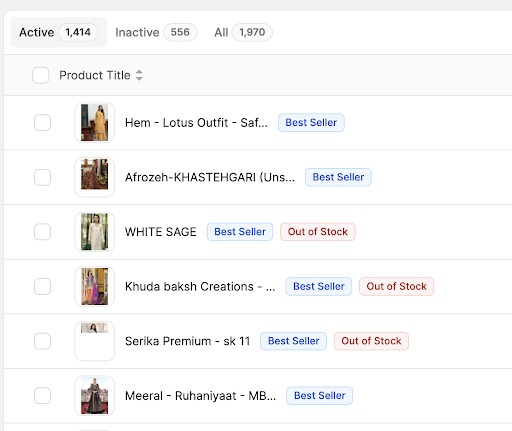 Active 1,414 Inactive 556 All 1,970
Product Title
Hem - Lotus Outfit - Saf... Best Seller
Afrozeh-KHASTEHGARI (Uns... Best Seller
WHITE SAGE Best Seller Out of Stock
Khuda baksh Creations - ... Best Seller Out of Stock
Serika Premium - sk 11 Best Seller Out of Stock
Meeral - Ruhaniyaat - MB... Best Seller